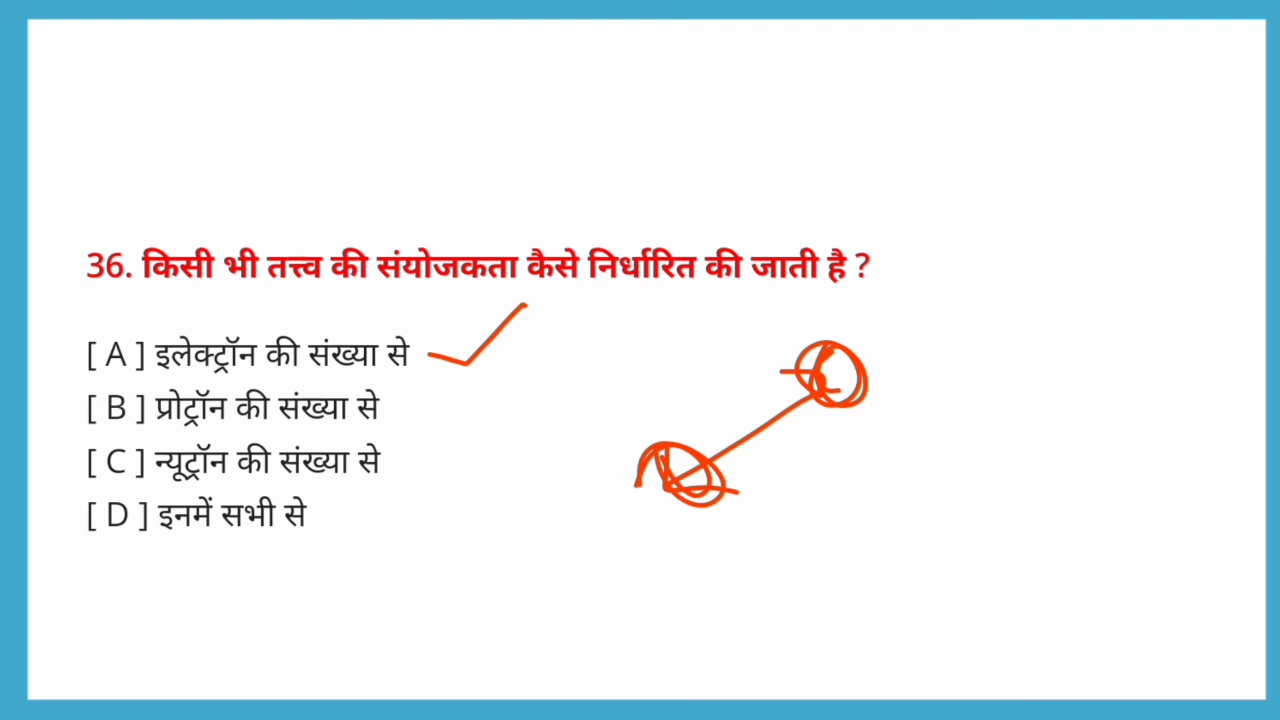 36. किसी भी तत्त्व की संयोजकता कैसे निर्धारित की जाती है ?
[ A ] इलेक्ट्रॉन की संख्या से
[ B ] प्रोट्रॉन की संख्या से
[ C ] न्यूट्रॉन की संख्या से
[ D ] इनमें सभी से